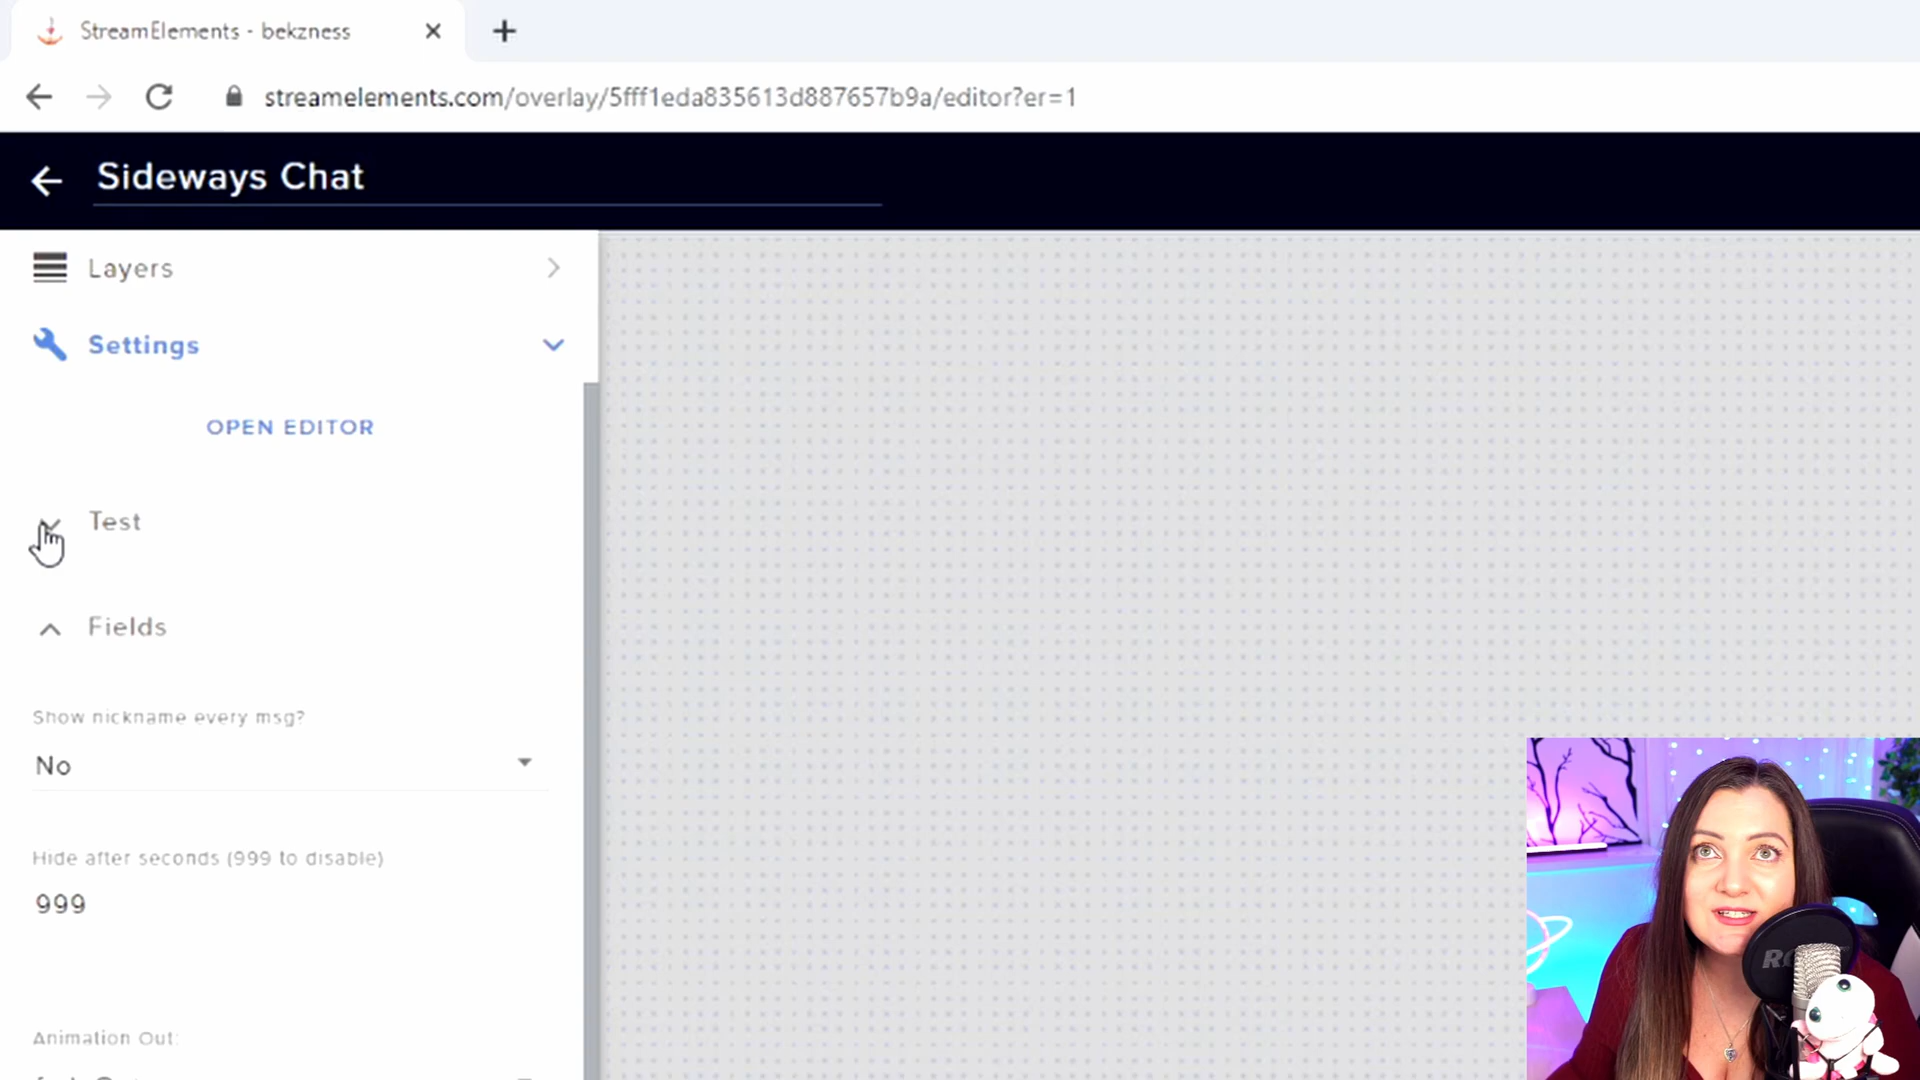 StreamElements - bekzness
streamelements.com/overlay/5fff1eda835613d887657b9a/editor?er=1
Sideways Chat
Layers
Settings
OPEN EDITOR
Test
Fields
Show nickname every msg?
No
Hide after seconds (999 to disable)
999
Animation Out: